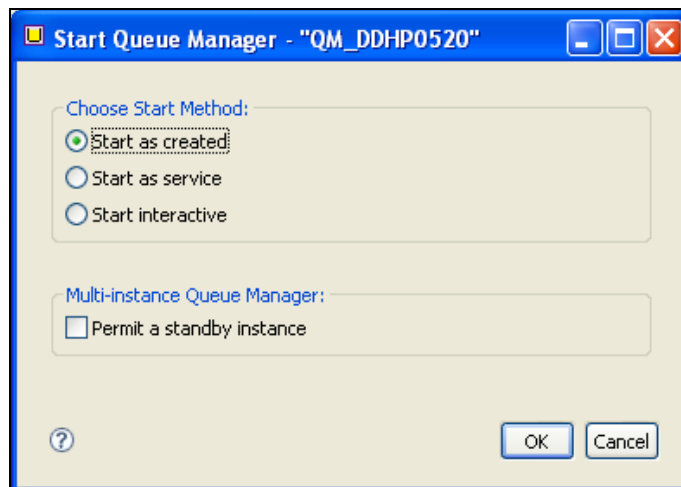 Start Queue Manager - "QM_DDHP0520"
Choose Start Method:
Start as created
Start as service
Start interactive
Multi-instance Queue Manager:
Permit a standby instance
?
OK Cancel